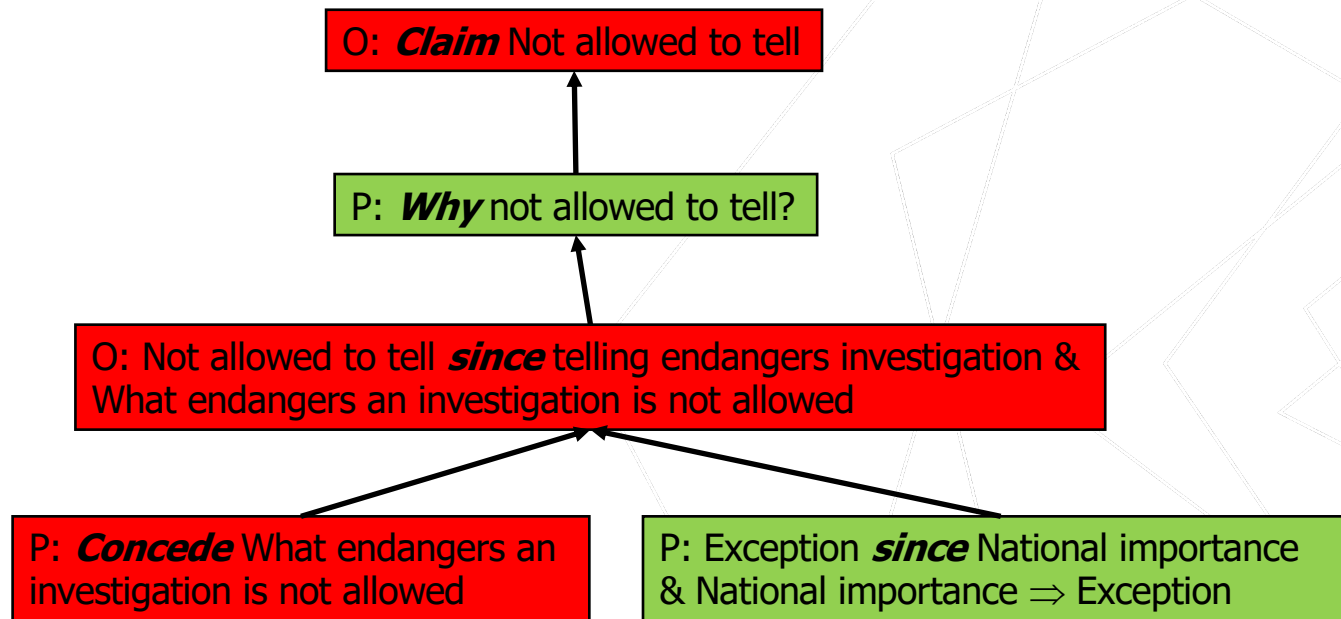 O: Claim Not allowed to tell
P: Why not allowed to tell?
O: Not allowed to tell since telling endangers investigation &
What endangers an investigation is not allowed
P: Concede What endangers an
investigation is not allowed
P: Exception since National importance
& National importance ⇒ Exception